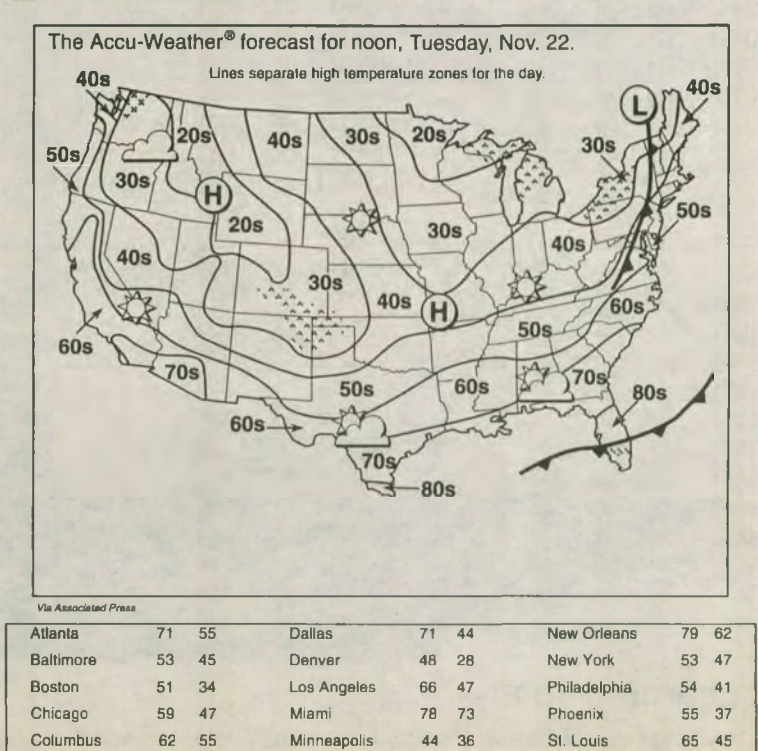 The Accu-Weather® forecast for noon, Tuesday, Nov. 22.
Lines separate high temperature zones for the day.
40s
L
40s
20s
40s
30s
20s
50s
30s
30s
H
20s
50s
30s
40s
40s
30s
40s
H
60s
50s
60s
70s
50s
60s
70s
80s
60s
70s
80s
Via Associated Press
Atlanta 71 55 Dallas 71 44 New Orleans 79 62
Baltimore 53 45 Denver 48 28 New York 53 47
Boston 51 34 Los Angeles 66 47 Philadelphia 54 41
Chicago 59 47 Miami 78 73 Phoenix 55 37
Columbus 62 55 Minneapolis 44 36 St. Louis 65 45